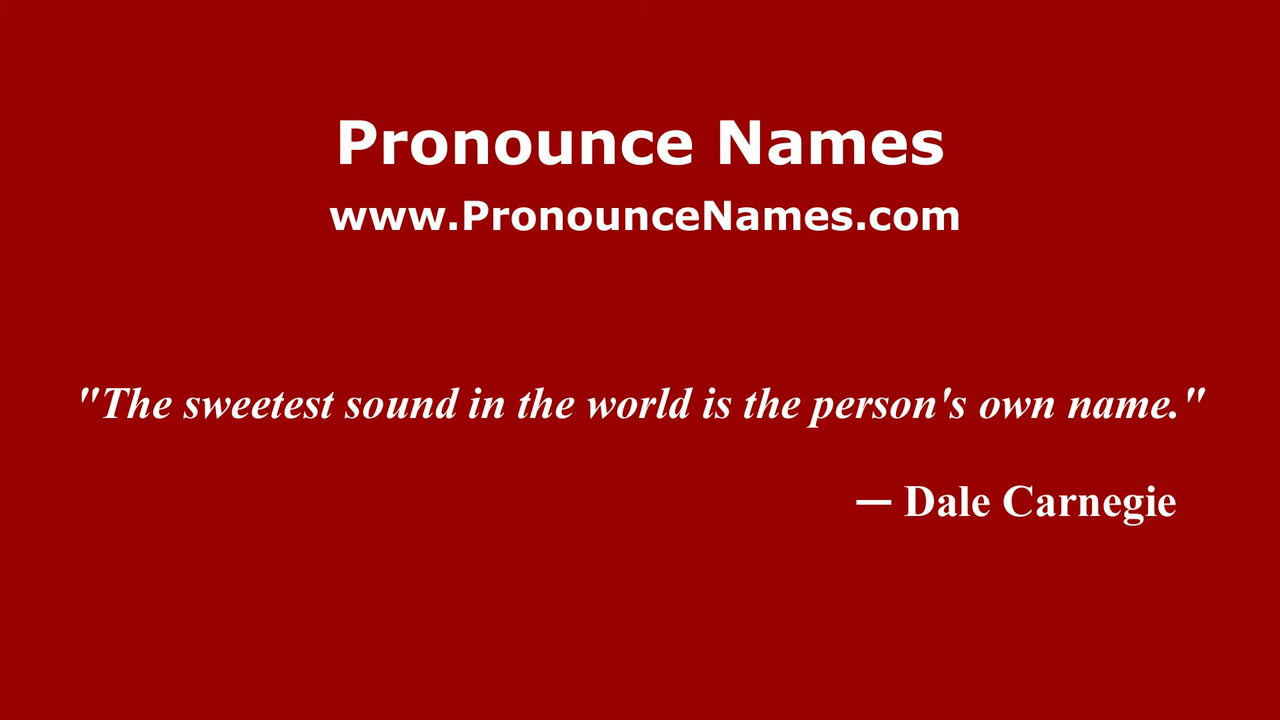 Pronounce Names
www.PronounceNames.com
"The sweetest sound in the world is the person's own name."
— Dale Carnegie